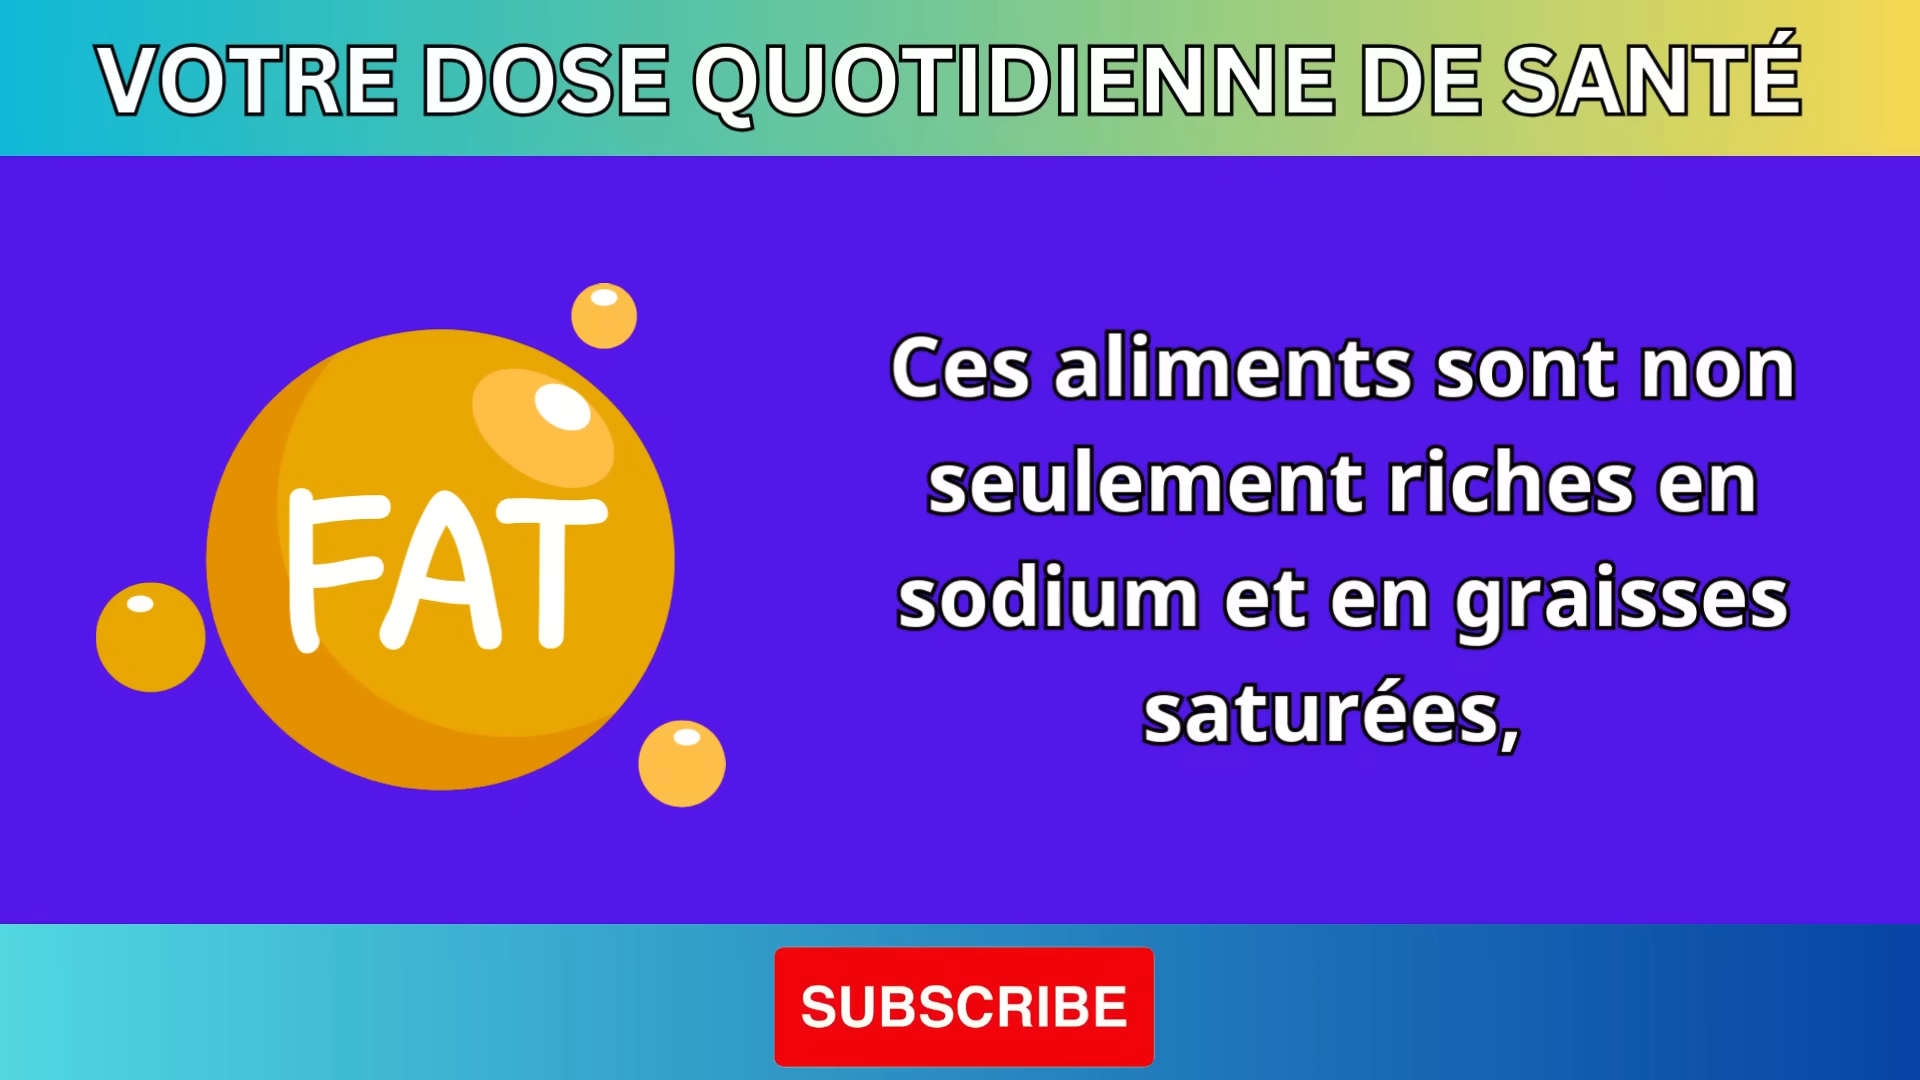 VOTRE DOSE QUOTIDIENNE DE SANTÉ
FAT
Ces aliments sont non
seulement riches en
sodium et en graisses
saturées,
SUBSCRIBE